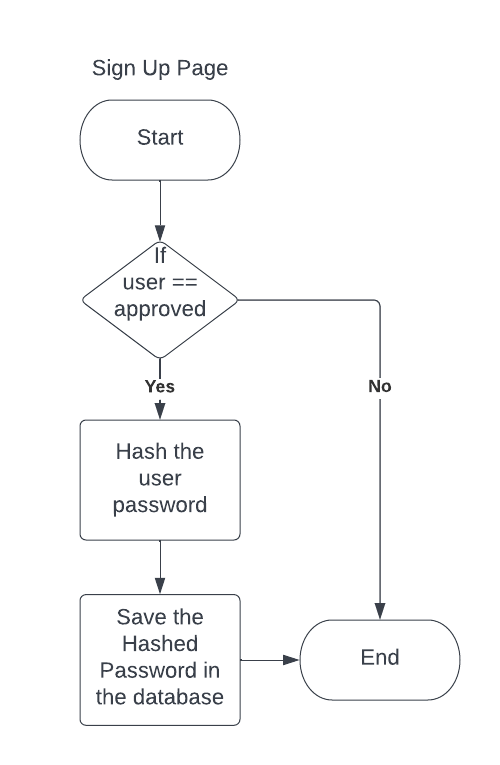 Sign Up Page
Start
If
user ==
approved
Yes
No
Hash the
user
password
Save the
Hashed
Password in
the database
End